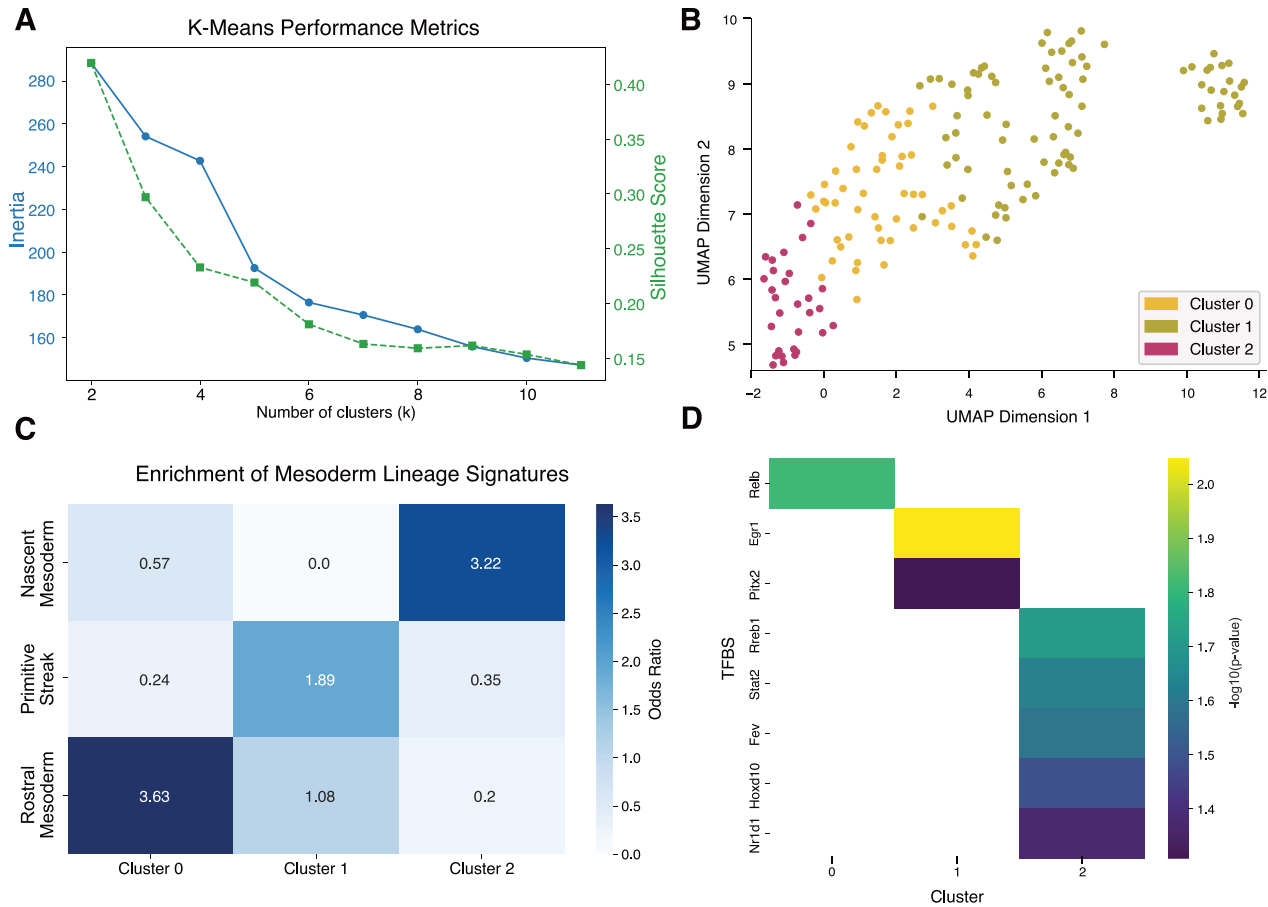 A
K-Means Performance Metrics
Inertia
280
260
240
220
200
180
160
0.40
0.35
0.30
0.25
0.20
0.15
Silhouette Score
2
4
6
8
10
Number of clusters (k)
B
UMAP Dimension 2
10
9
8
7
6
5
Cluster 0
Cluster 1
Cluster 2
−2
0
2
4
6
8
10
12
UMAP Dimension 1
C
Enrichment of Mesoderm Lineage Signatures
Nascent
Mesoderm
0.57
0.0
3.22
Primitive
Streak
0.24
1.89
0.35
Rostral
Mesoderm
3.63
1.08
0.2
Cluster 0
Cluster 1
Cluster 2
3.5
3.0
2.5
2.0
1.5
1.0
0.5
0.0
Odds Ratio
D
TFBS
Relb
Egr1
Pitx2
Rreb1
Stat2
Fev
Hoxd10
Nr1d1
0
1
2
Cluster
2.0
1.9
1.8
1.7
1.6
1.5
1.4
-log10(p-value)